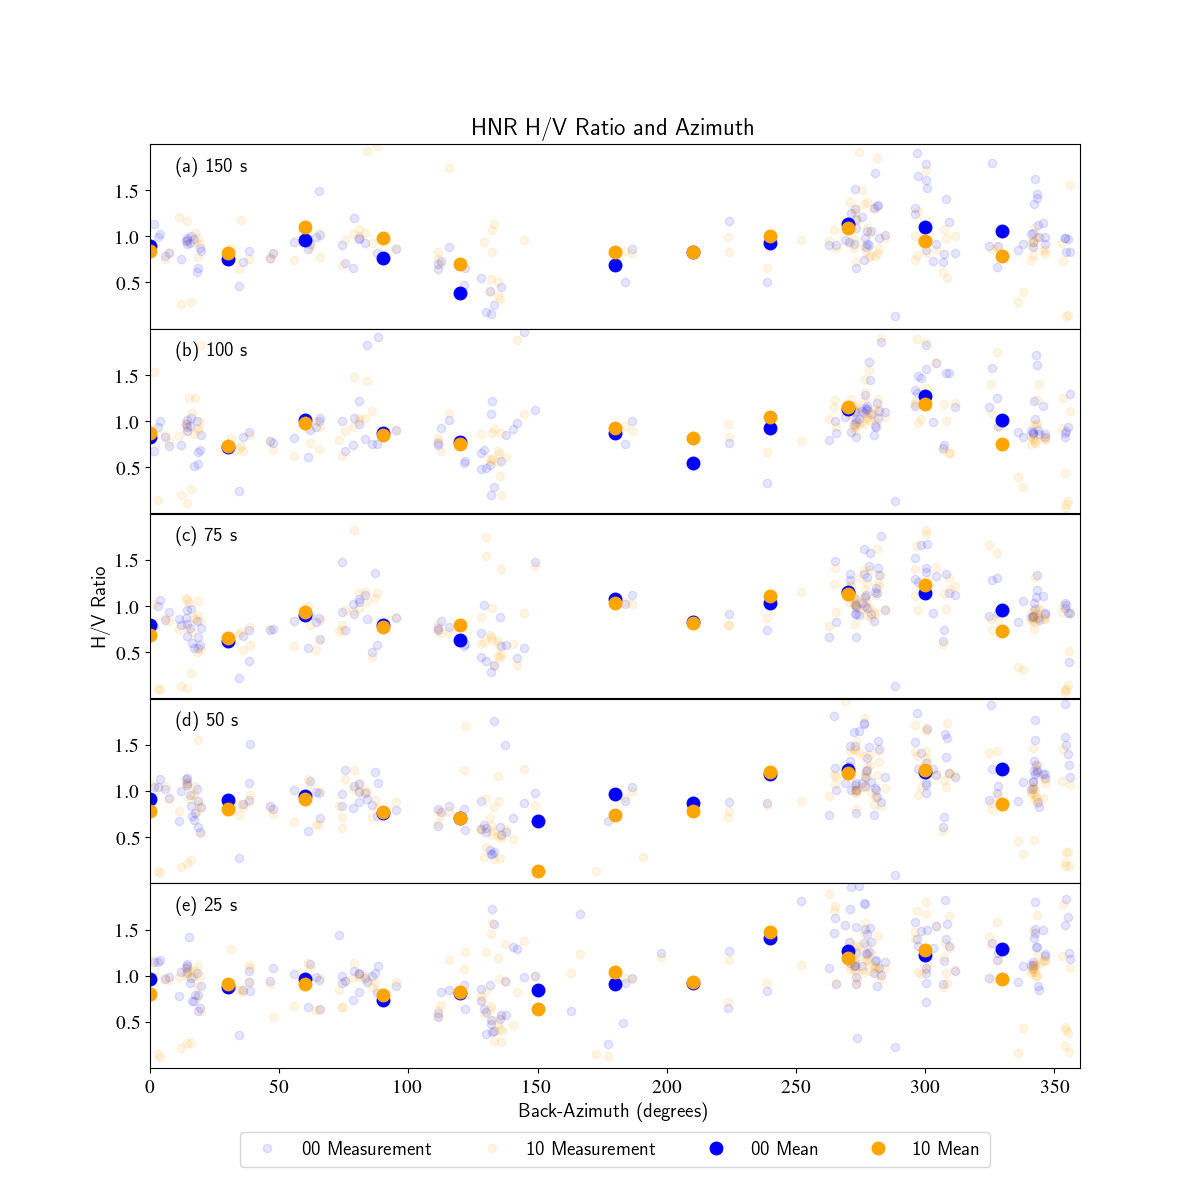 HNR H/V Ratio and Azimuth
(a) 150 s
1.5
1.0
0.5
(b) 100 s
1.5
1.0
0.5
(c) 75 s
1.5
1.0
0.5
H/V Ratio
(d) 50 s
1.5
1.0
0.5
(e) 25 s
1.5
1.0
0.5
0 50 100 150 200 250 300 350
Back-Azimuth (degrees)
00 Measurement 10 Measurement 00 Mean 10 Mean